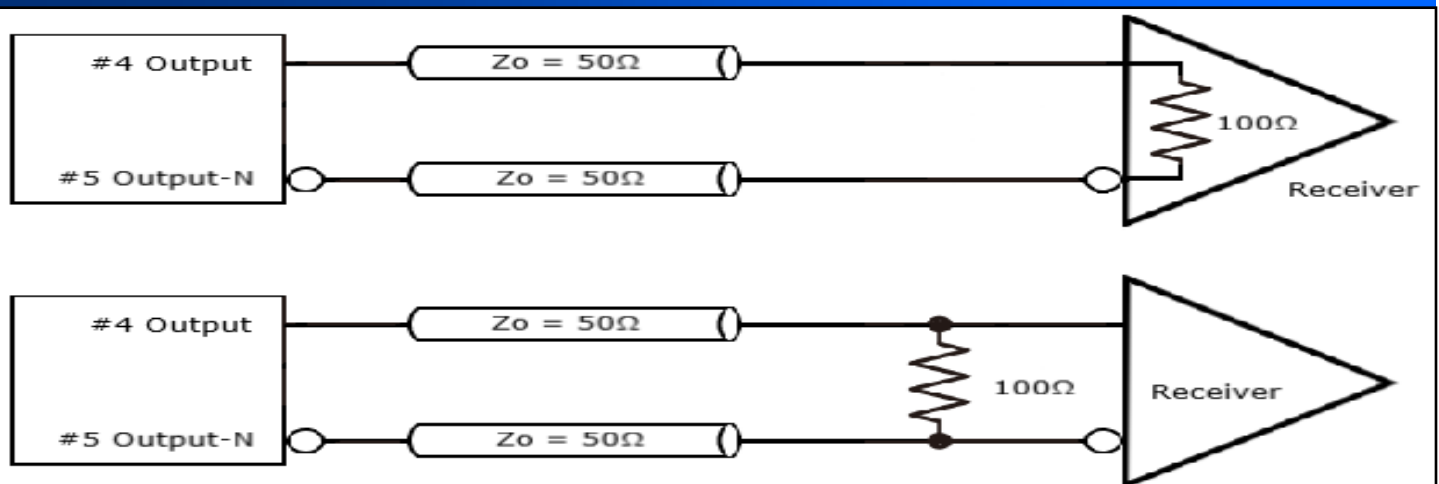 #4 Output
Zo = 50Ω
100Ω
#5 Output-N
Zo = 50Ω
Receiver
#4 Output
Zo = 50Ω
100Ω
Receiver
#5 Output-N
Zo = 50Ω